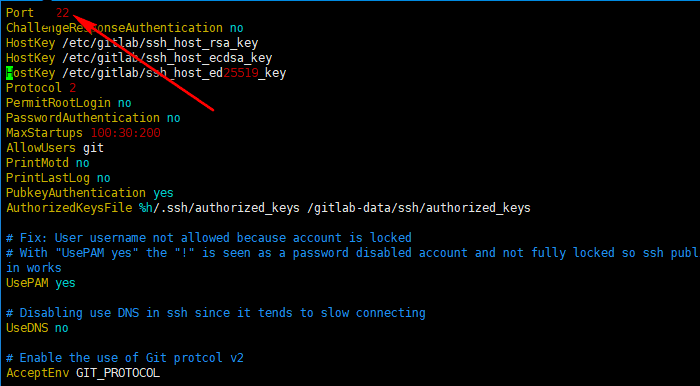 Port 22
ChallengeResponseAuthentication no
HostKey /etc/gitlab/ssh_host_rsa_key
HostKey /etc/gitlab/ssh_host_ecdsa_key
HostKey /etc/gitlab/ssh_host_ed25519_key
Protocol 2
PermitRootLogin no
PasswordAuthentication no
MaxStartups 100:30:200
AllowUsers git
PrintMotd no
PrintLastLog no
PubkeyAuthentication yes
AuthorizedKeysFile %h/.ssh/authorized_keys /gitlab-data/ssh/authorized_keys
# Fix: User username not allowed because account is locked
# With "UsePAM yes" the "!" is seen as a password disabled account and not fully locked so ssh publ
in works
UsePAM yes
# Disabling use DNS in ssh since it tends to slow connecting
UseDNS no
# Enable the use of Git protcol v2
AcceptEnv GIT_PROTOCOL